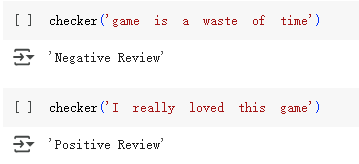 [ ] checker('game is a waste of time')
'Negative Review'
[ ] checker('I really loved this game')
'Positive Review'